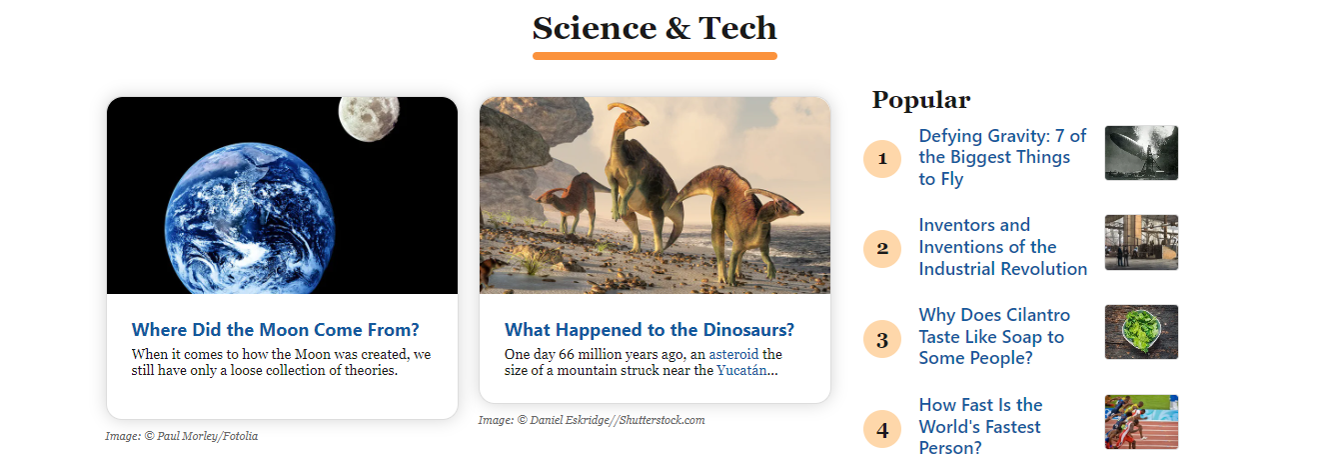 Science & Tech
Where Did the Moon Come From?
When it comes to how the Moon was created, we
still have only a loose collection of theories.
Image: © Paul Morley/Fotolia
What Happened to the Dinosaurs?
One day 66 million years ago, an asteroid the
size of a mountain struck near the Yucatán...
Image: © Daniel Eskridge//Shutterstock.com
Popular
1
Defying Gravity: 7 of
the Biggest Things
to Fly
2
Inventors and
Inventions of the
Industrial Revolution
3
Why Does Cilantro
Taste Like Soap to
Some People?
4
How Fast Is the
World's Fastest
Person?